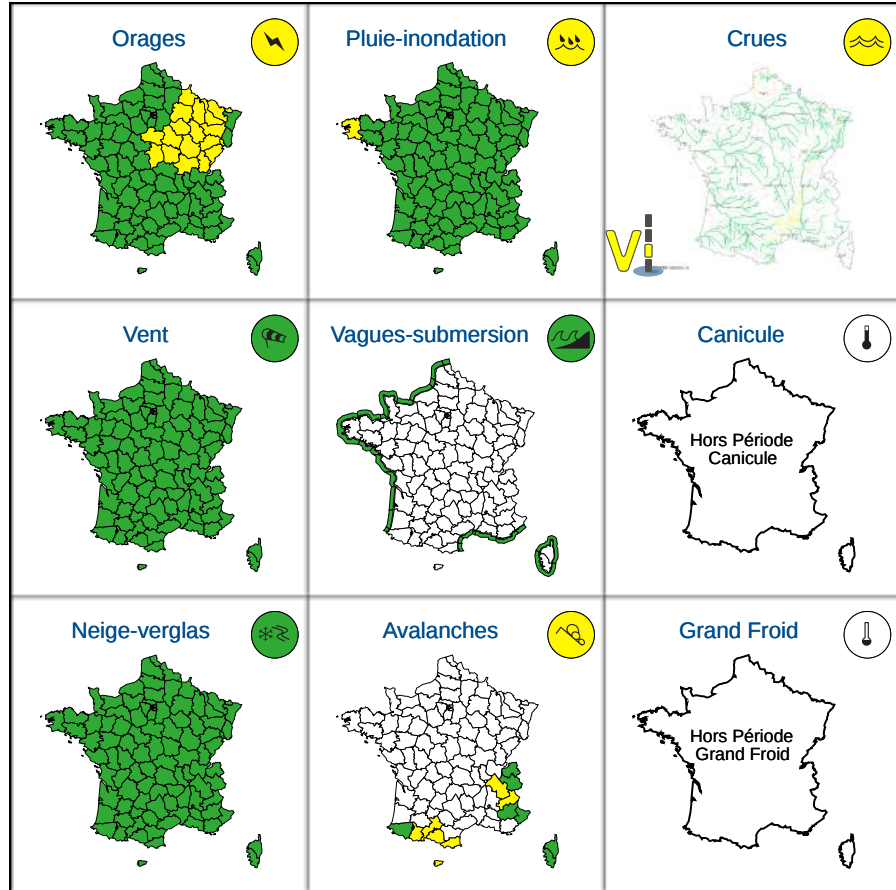 Orages
Pluie-inondation
Crues
Vi
Vent
Vagues-submersion
Canicule
Hors Période
Canicule
Neige-verglas
Avalanches
Grand Froid
Hors Période
Grand Froid